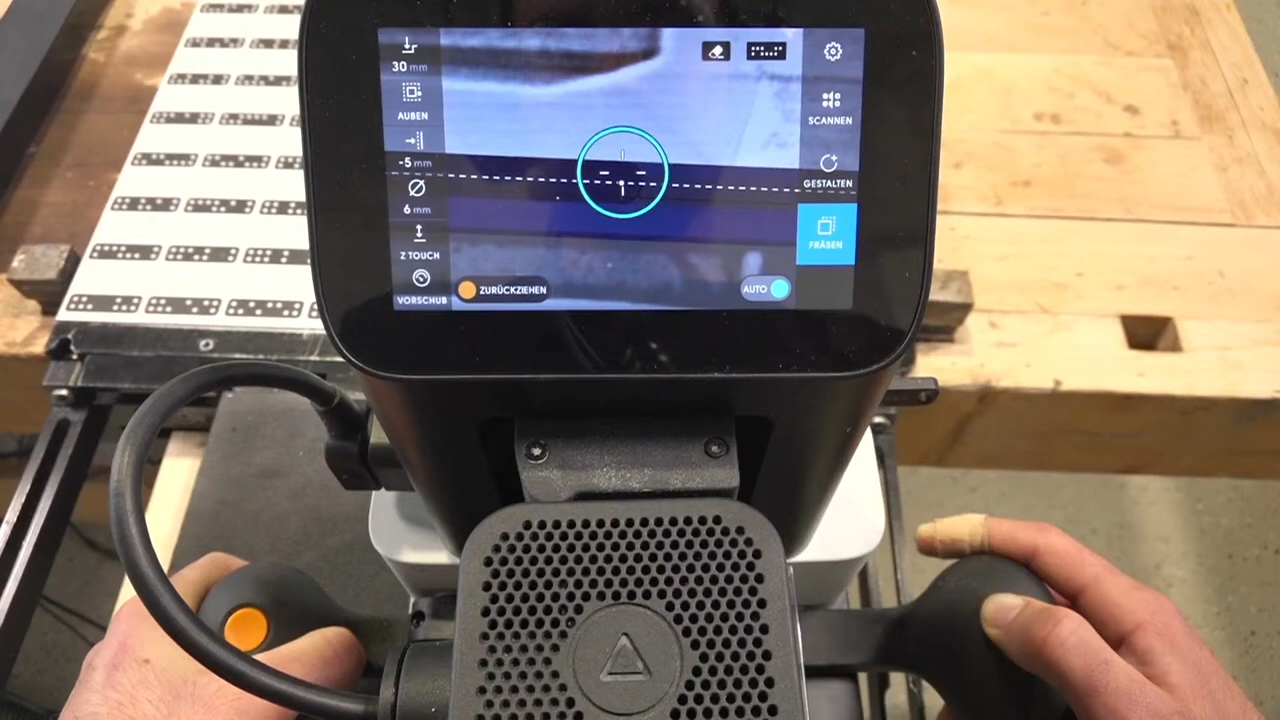 30 mm
AUßEN
-5 mm
6 mm
Z TOUCH
VORSCHUB
ZURÜCKZIEHEN
AUTO
SCANNEN
GESTALTEN
FRÄSEN